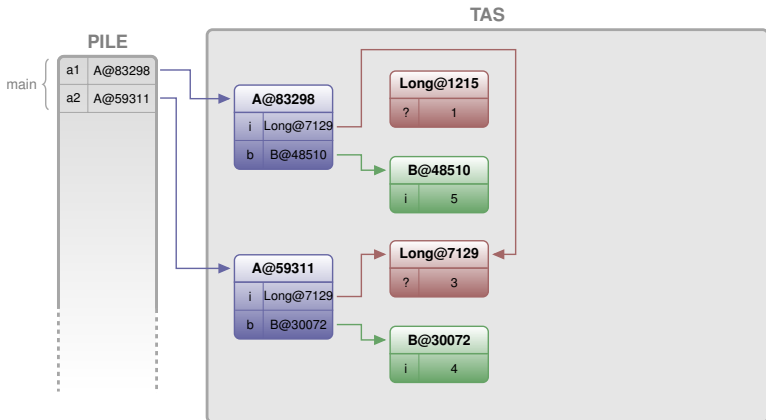 TAS
PILE
main
a1 A@83298
a2 A@59311
A@83298
i Long@7129
b B@48510
Long@1215
? 1
B@48510
i 5
A@59311
i Long@7129
b B@30072
Long@7129
? 3
B@30072
i 4